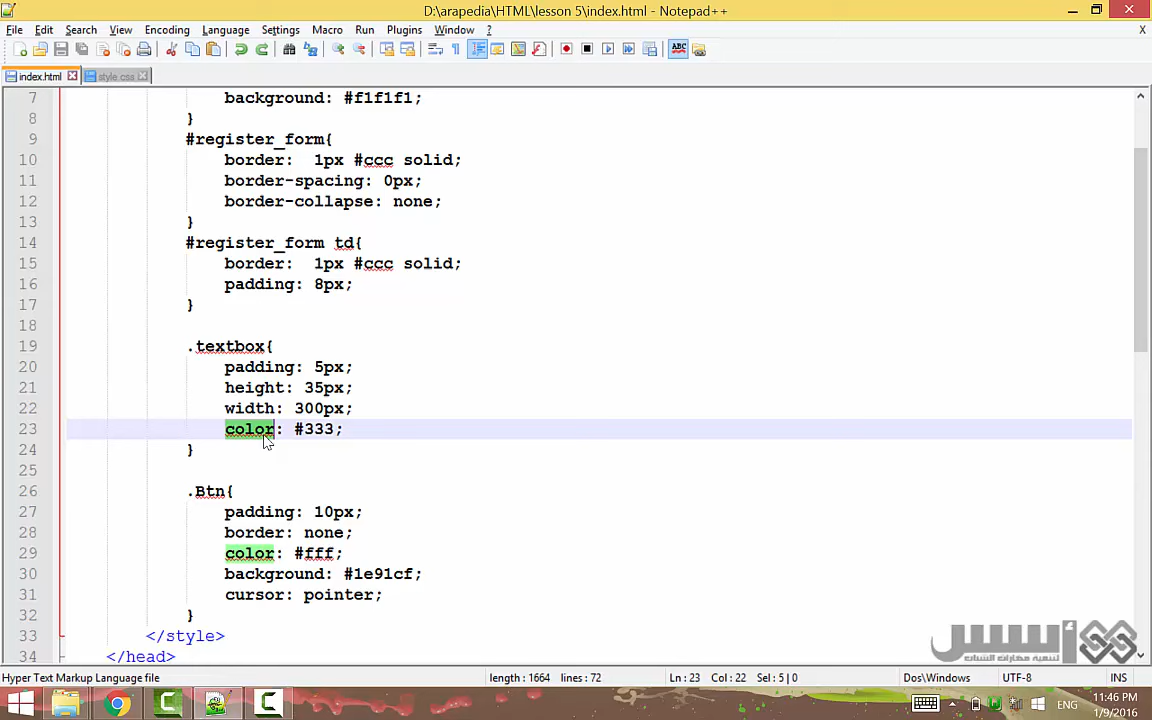 D:\arapedia\HTML\lesson 5\index.html - Notepad++
File Edit Search View Encoding Language Settings Macro Run Plugins Window ? X
ABC
index.html style css
7 background: #f1f1f1;
8 }
9 #register_form{
10 border:  1px #ccc solid;
11 border-spacing: 0px;
12 border-collapse: none;
13 }
14 #register_form td{
15 border:  1px #ccc solid;
16 padding: 8px;
17 }
18
19 .textbox{
20 padding: 5px;
21 height: 35px;
22 width: 300px;
23 color: #333;
24 }
25
26 .Btn{
27 padding: 10px;
28 border: none;
29 color: #fff;
30 background: #1e91cf;
31 cursor: pointer;
32 }
33 </style>
34 </head>
أسس
لتنمية مهارات الشباب
Hyper Text Markup Language file length : 1664 lines : 72 Ln : 23 Col : 22 Sel : 5 | 0 Dos\Windows UTF-8 INS
ENG
11:46 PM
1/9/2016